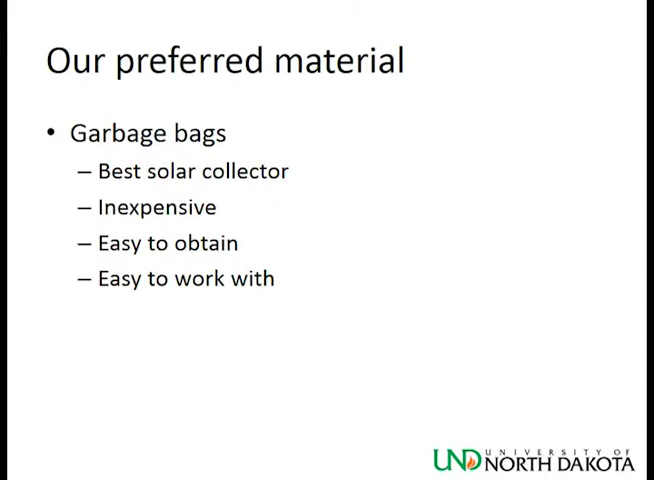 Our preferred material
• Garbage bags
– Best solar collector
– Inexpensive
– Easy to obtain
– Easy to work with
UND UNIVERSITY OF
NORTH DAKOTA